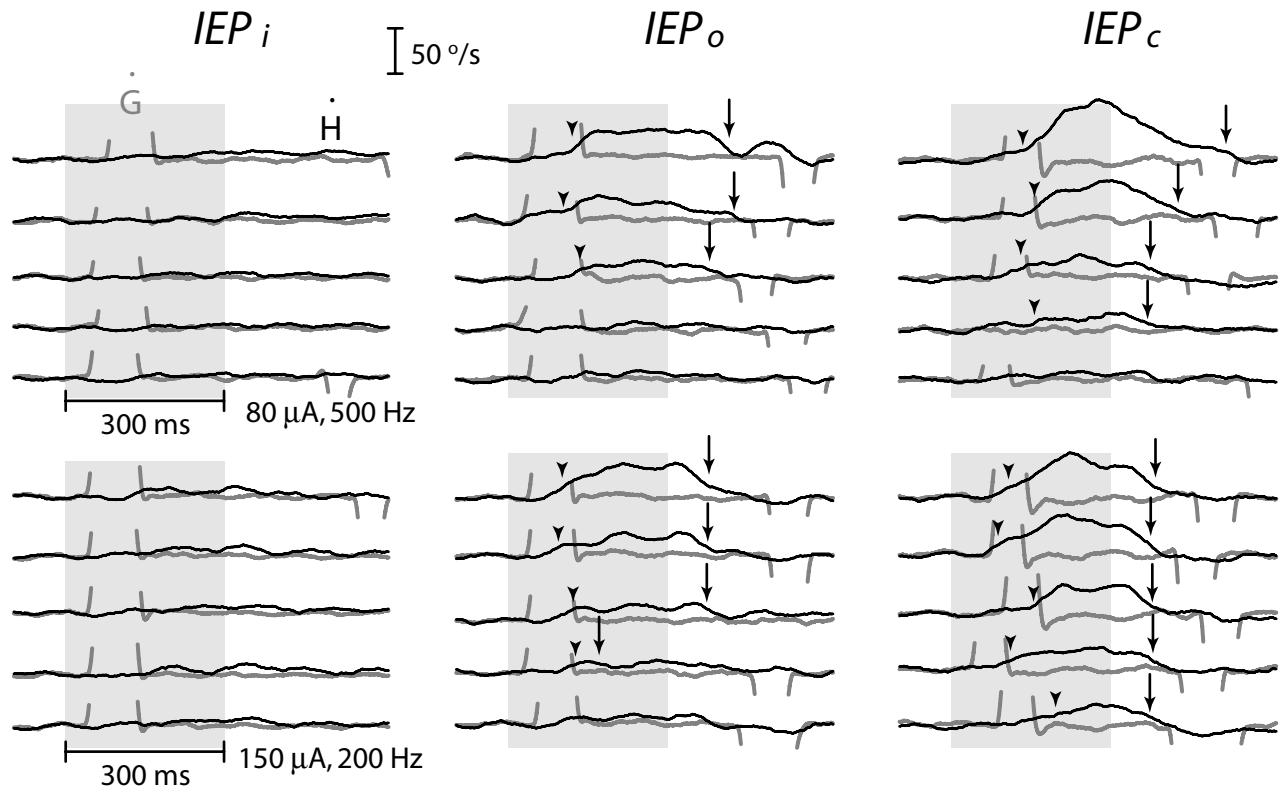 IEP i
IEP o
IEP c
50 º/s
Ġ
Ḣ
300 ms
80 µA, 500 Hz
300 ms
150 µA, 200 Hz